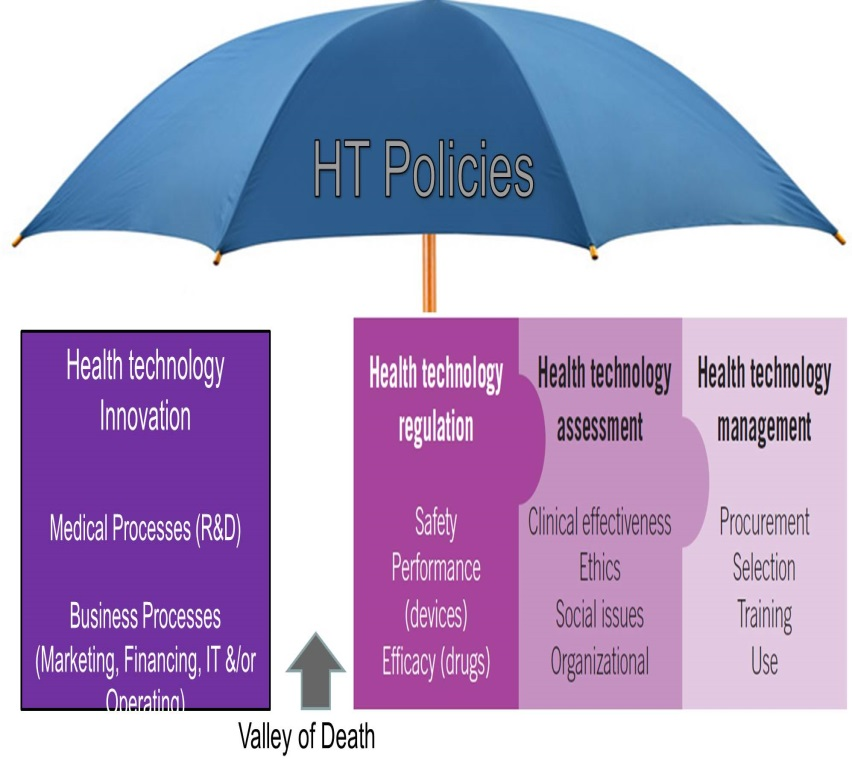 HT Policies
Health technology
Innovation
Medical Processes (R&D)
Business Processes
(Marketing, Financing, IT &/or
Operating)
Valley of Death
Health technology
regulation
Safety
Performance
(devices)
Efficacy (drugs)
Health technology
assessment
Clinical effectiveness
Ethics
Social issues
Organizational
Health technology
management
Procurement
Selection
Training
Use